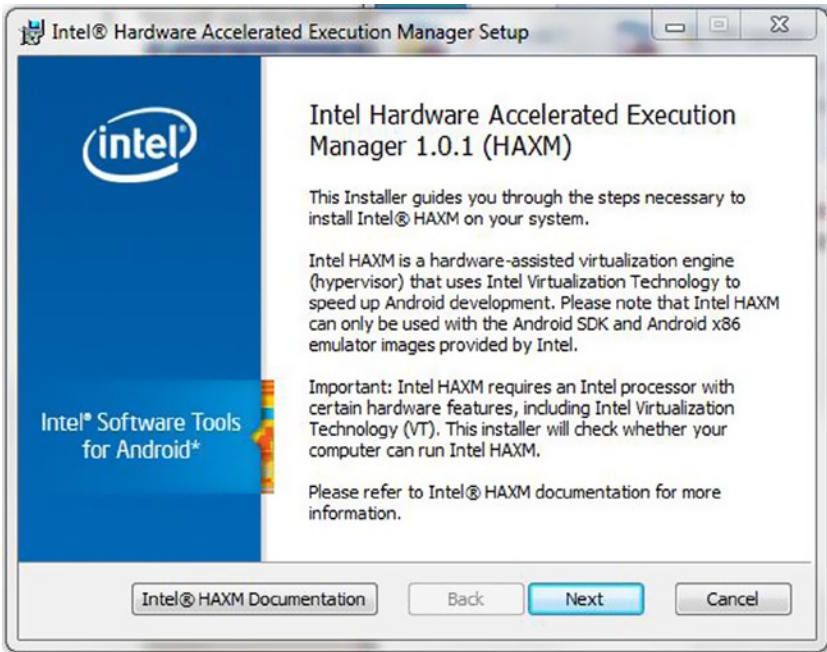 Intel® Hardware Accelerated Execution Manager Setup
intel
Intel® Software Tools
for Android*
Intel Hardware Accelerated Execution
Manager 1.0.1 (HAXM)
This Installer guides you through the steps necessary to
install Intel® HAXM on your system.
Intel HAXM is a hardware-assisted virtualization engine
(hypervisor) that uses Intel Virtualization Technology to
speed up Android development. Please note that Intel HAXM
can only be used with the Android SDK and Android x86
emulator images provided by Intel.
Important: Intel HAXM requires an Intel processor with
certain hardware features, including Intel Virtualization
Technology (VT). This installer will check whether your
computer can run Intel HAXM.
Please refer to Intel® HAXM documentation for more
information.
Intel® HAXM Documentation
Back
Next
Cancel